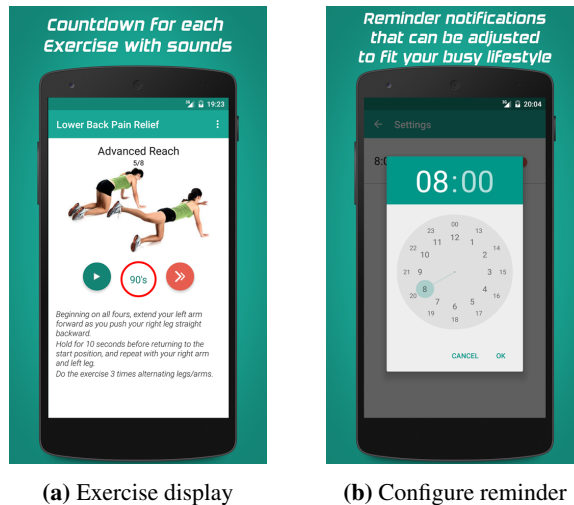 Countdown for each
Exercise with sounds
19:23
Lower Back Pain Relief
Advanced Reach
5/8
90's
Beginning on all fours, extend your left arm
forward as you push your right leg straight
backward.
Hold for 10 seconds before returning to the
start position, and repeat with your right arm
and left leg.
Do the exercise 3 times alternating legs/arms.
(a) Exercise display
Reminder notifications
that can be adjusted
to fit your busy lifestyle
20:04
Settings
8:0
08:00
00
23
13
12
11
1
22
14
10
2
21
9
3
15
20
8
4
16
7
5
6
19
17
18
CANCEL
OK
(b) Configure reminder